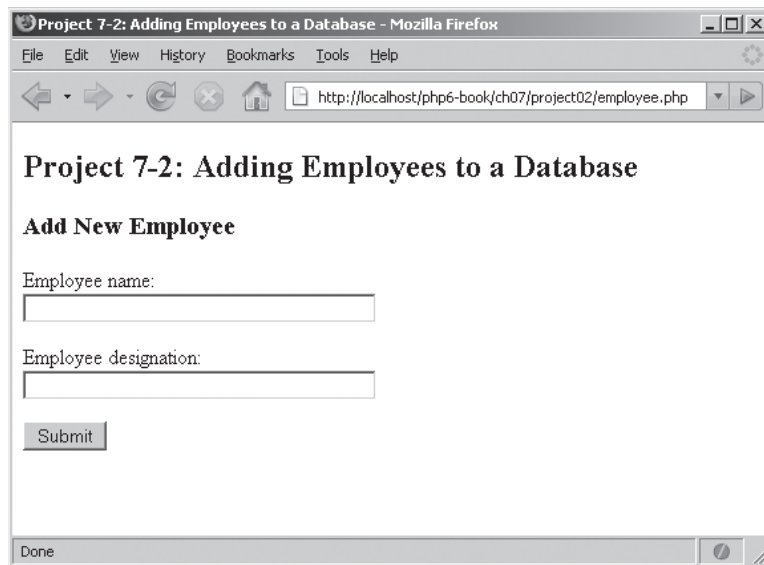 Project 7-2: Adding Employees to a Database - Mozilla Firefox
File Edit View History Bookmarks Tools Help
http://localhost/php6-book/ch07/project02/employee.php
Project 7-2: Adding Employees to a Database
Add New Employee
Employee name:
Employee designation:
Submit
Done